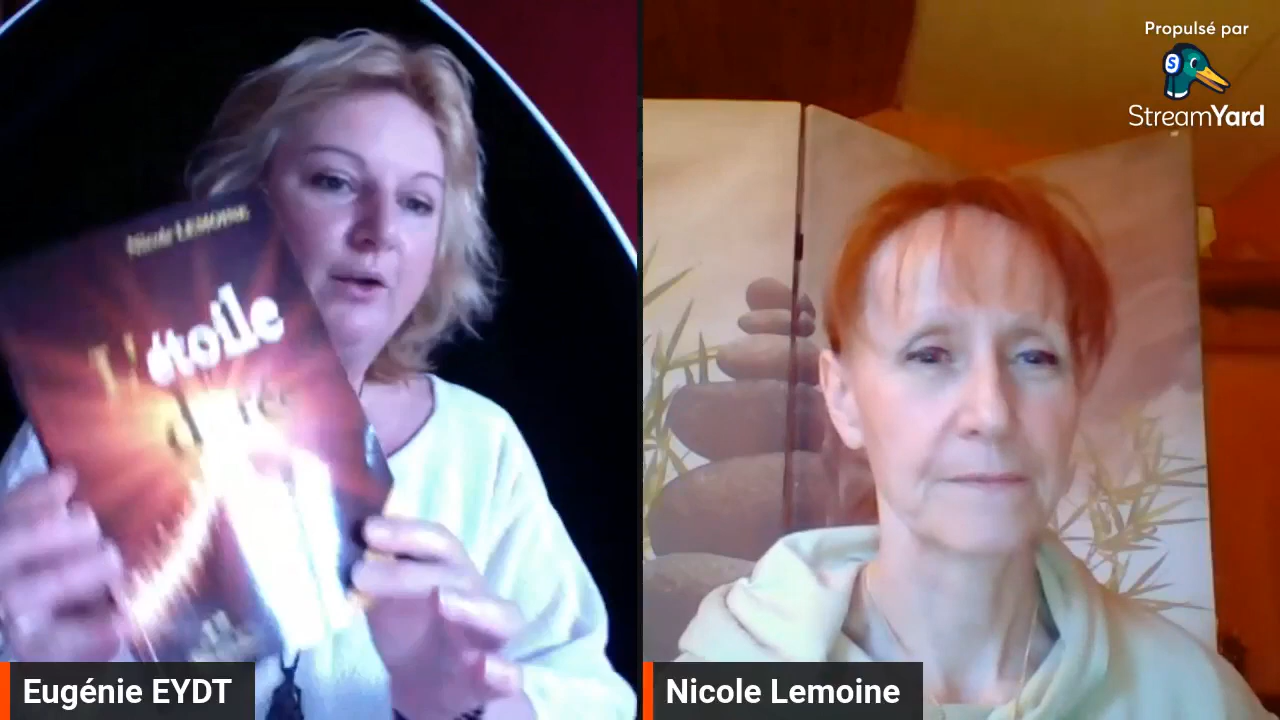 Propulsé par
StreamYard
Nicole LEMOINE
L'étoile
Eugénie EYDT
Nicole Lemoine